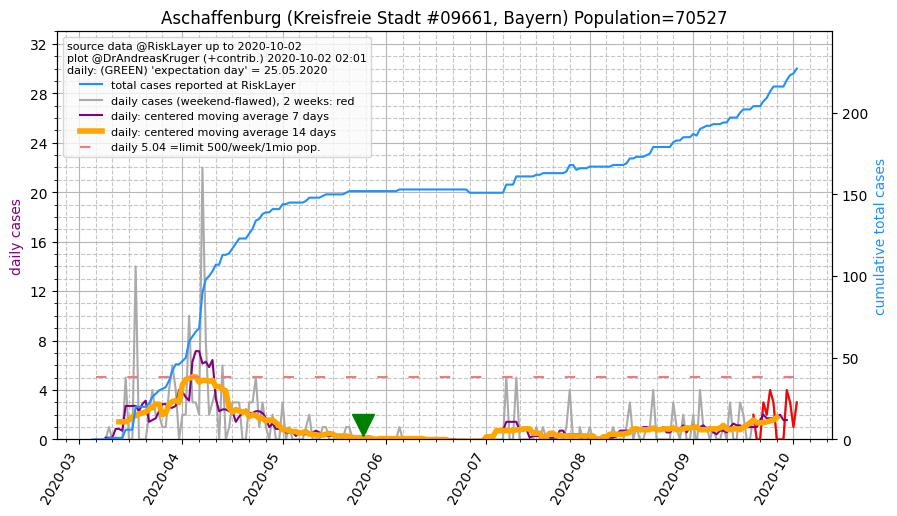 Aschaffenburg (Kreisfreie Stadt #09661, Bayern) Population=70527
source data @RiskLayer up to 2020-10-02
plot @DrAndreasKruger (+contrib.) 2020-10-02 02:01
daily: (GREEN) 'expectation day' = 25.05.2020
total cases reported at RiskLayer
daily cases (weekend-flawed), 2 weeks: red
daily: centered moving average 7 days
daily: centered moving average 14 days
daily 5.04 =limit 500/week/1mio pop.
daily cases
32
28
24
20
16
12
8
4
0
cumulative total cases
200
150
100
50
0
2020-03
2020-04
2020-05
2020-06
2020-07
2020-08
2020-09
2020-10